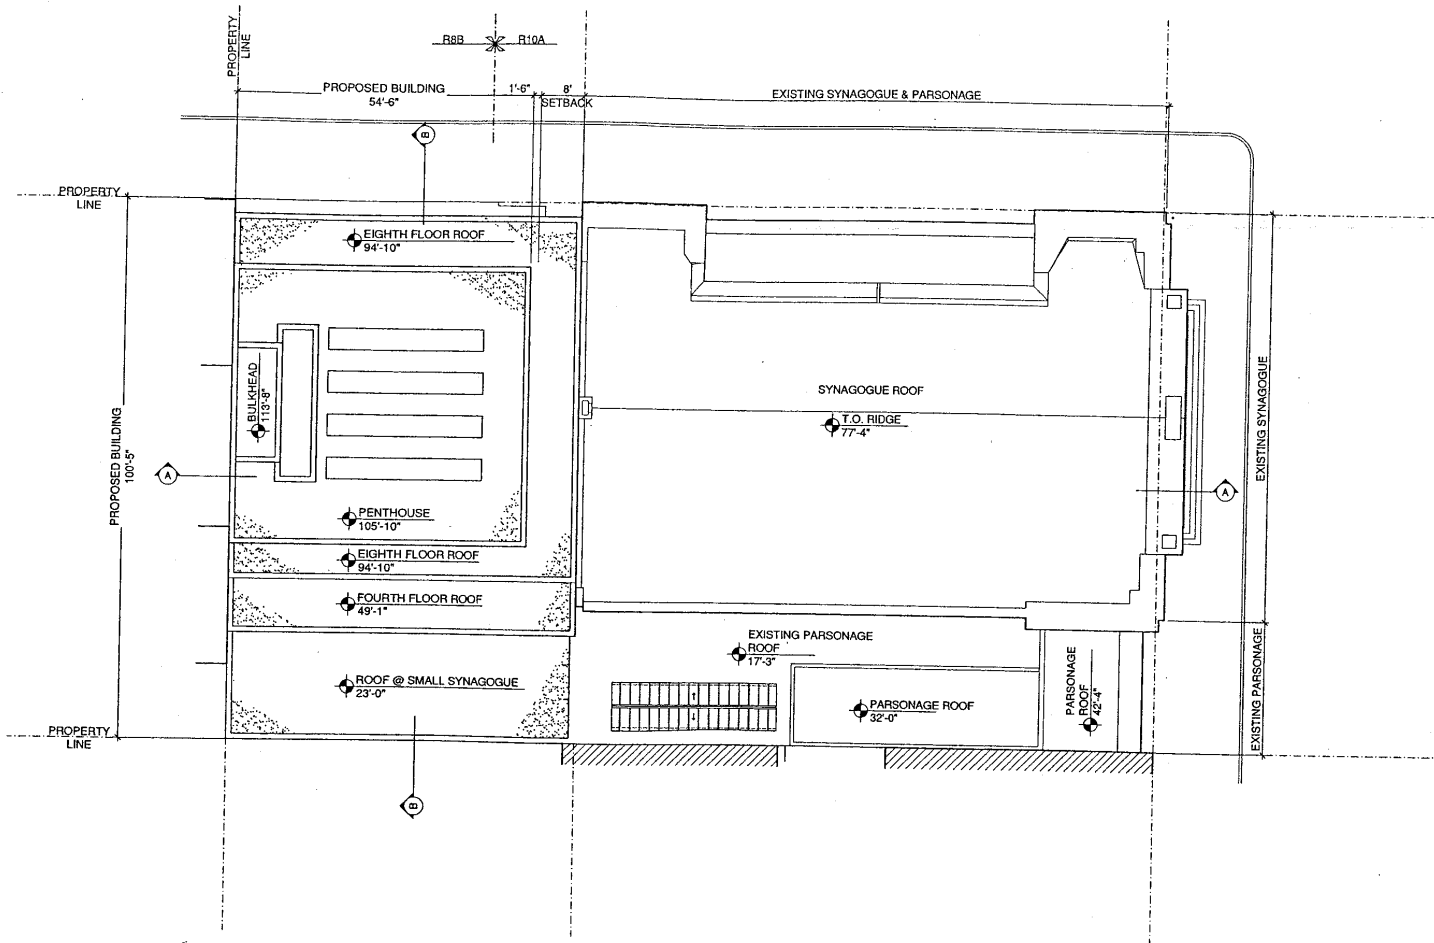 PROPERTY
LINE
R8B
R10A
PROPOSED BUILDING
54'-6"
1'-6"
8'
SETBACK
EXISTING SYNAGOGUE & PARSONAGE
B
PROPERTY
LINE
EIGHTH FLOOR ROOF
94'-10"
BULKHEAD
113'-8"
SYNAGOGUE ROOF
T.O. RIDGE
77'-4"
EXISTING SYNAGOGUE
PROPOSED BUILDING
100'-5"
A
A
PENTHOUSE
105'-10"
EIGHTH FLOOR ROOF
94'-10"
FOURTH FLOOR ROOF
49'-1"
EXISTING PARSONAGE
ROOF
17'-3"
ROOF @ SMALL SYNAGOGUE
23'-0"
PARSONAGE ROOF
32'-0"
PARSONAGE
ROOF
42'-4"
EXISTING PARSONAGE
PROPERTY
LINE
B